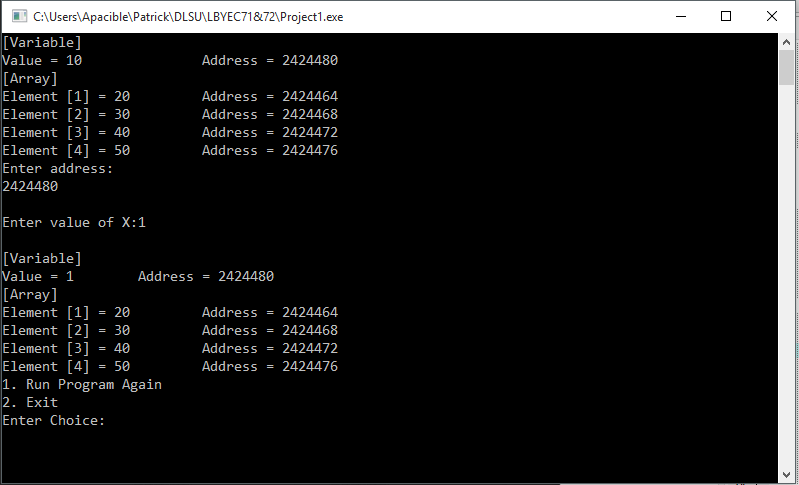 C:\Users\Apacible\Patrick\DLSU\LBYEC71&72\Project1.exe
[Variable]
Value = 10               Address = 2424480
[Array]
Element [1] = 20         Address = 2424464
Element [2] = 30         Address = 2424468
Element [3] = 40         Address = 2424472
Element [4] = 50         Address = 2424476
Enter address:
2424480
Enter value of X:1
[Variable]
Value = 1        Address = 2424480
[Array]
Element [1] = 20         Address = 2424464
Element [2] = 30         Address = 2424468
Element [3] = 40         Address = 2424472
Element [4] = 50         Address = 2424476
1. Run Program Again
2. Exit
Enter Choice: